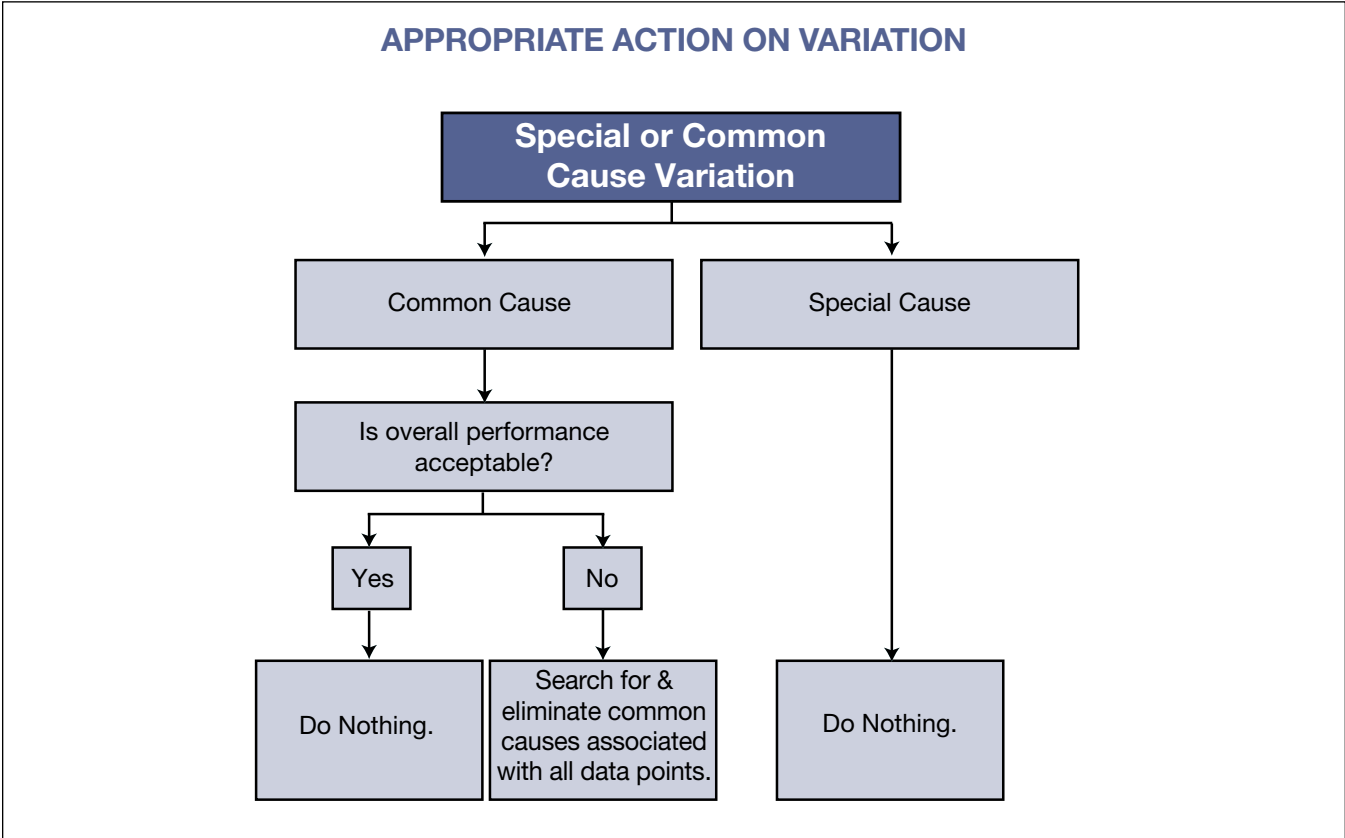 APPROPRIATE ACTION ON VARIATION
Special or Common
Cause Variation
Common Cause
Special Cause
Is overall performance
acceptable?
Yes
No
Do Nothing.
Search for &
eliminate common
causes associated
with all data points.
Do Nothing.